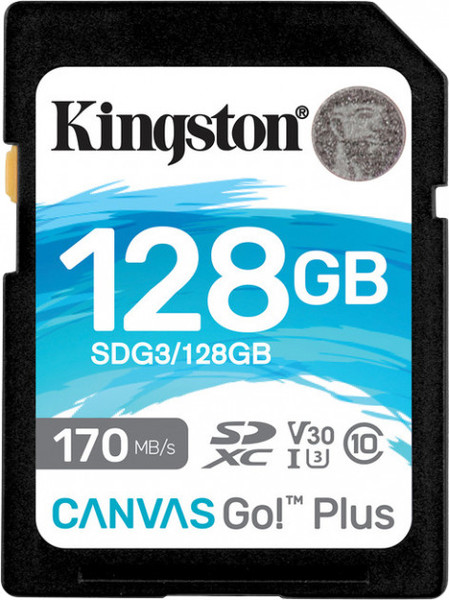 Kingston®
128GB
SDG3/128GB
170 MB/s
SD XC V30 I U3 10
CANVAS Go!™ Plus